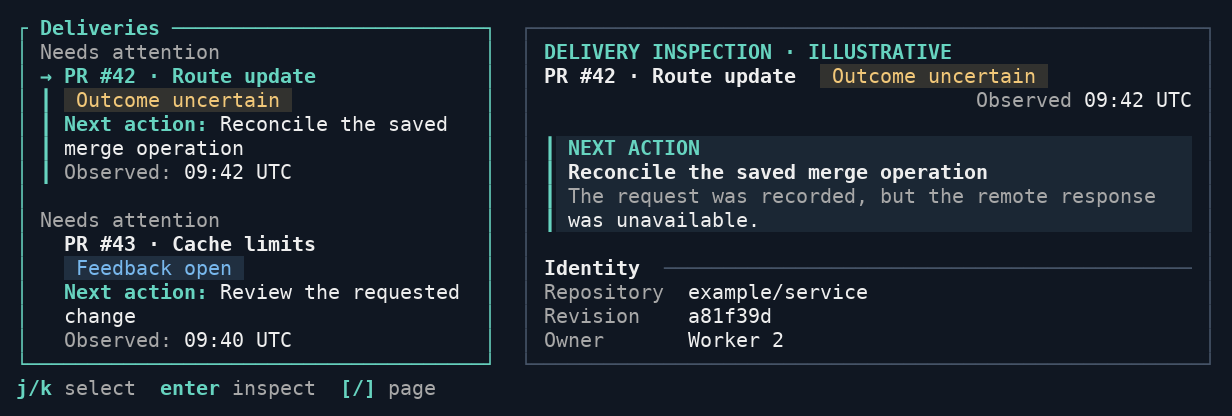 Deliveries
Needs attention
→ PR #42 · Route update
Outcome uncertain
Next action: Reconcile the saved
merge operation
Observed: 09:42 UTC
Needs attention
PR #43 · Cache limits
Feedback open
Next action: Review the requested
change
Observed: 09:40 UTC
DELIVERY INSPECTION · ILLUSTRATIVE
PR #42 · Route update Outcome uncertain
Observed 09:42 UTC
NEXT ACTION
Reconcile the saved merge operation
The request was recorded, but the remote response
was unavailable.
Identity
Repository example/service
Revision a81f39d
Owner Worker 2
j/k select enter inspect [/] page